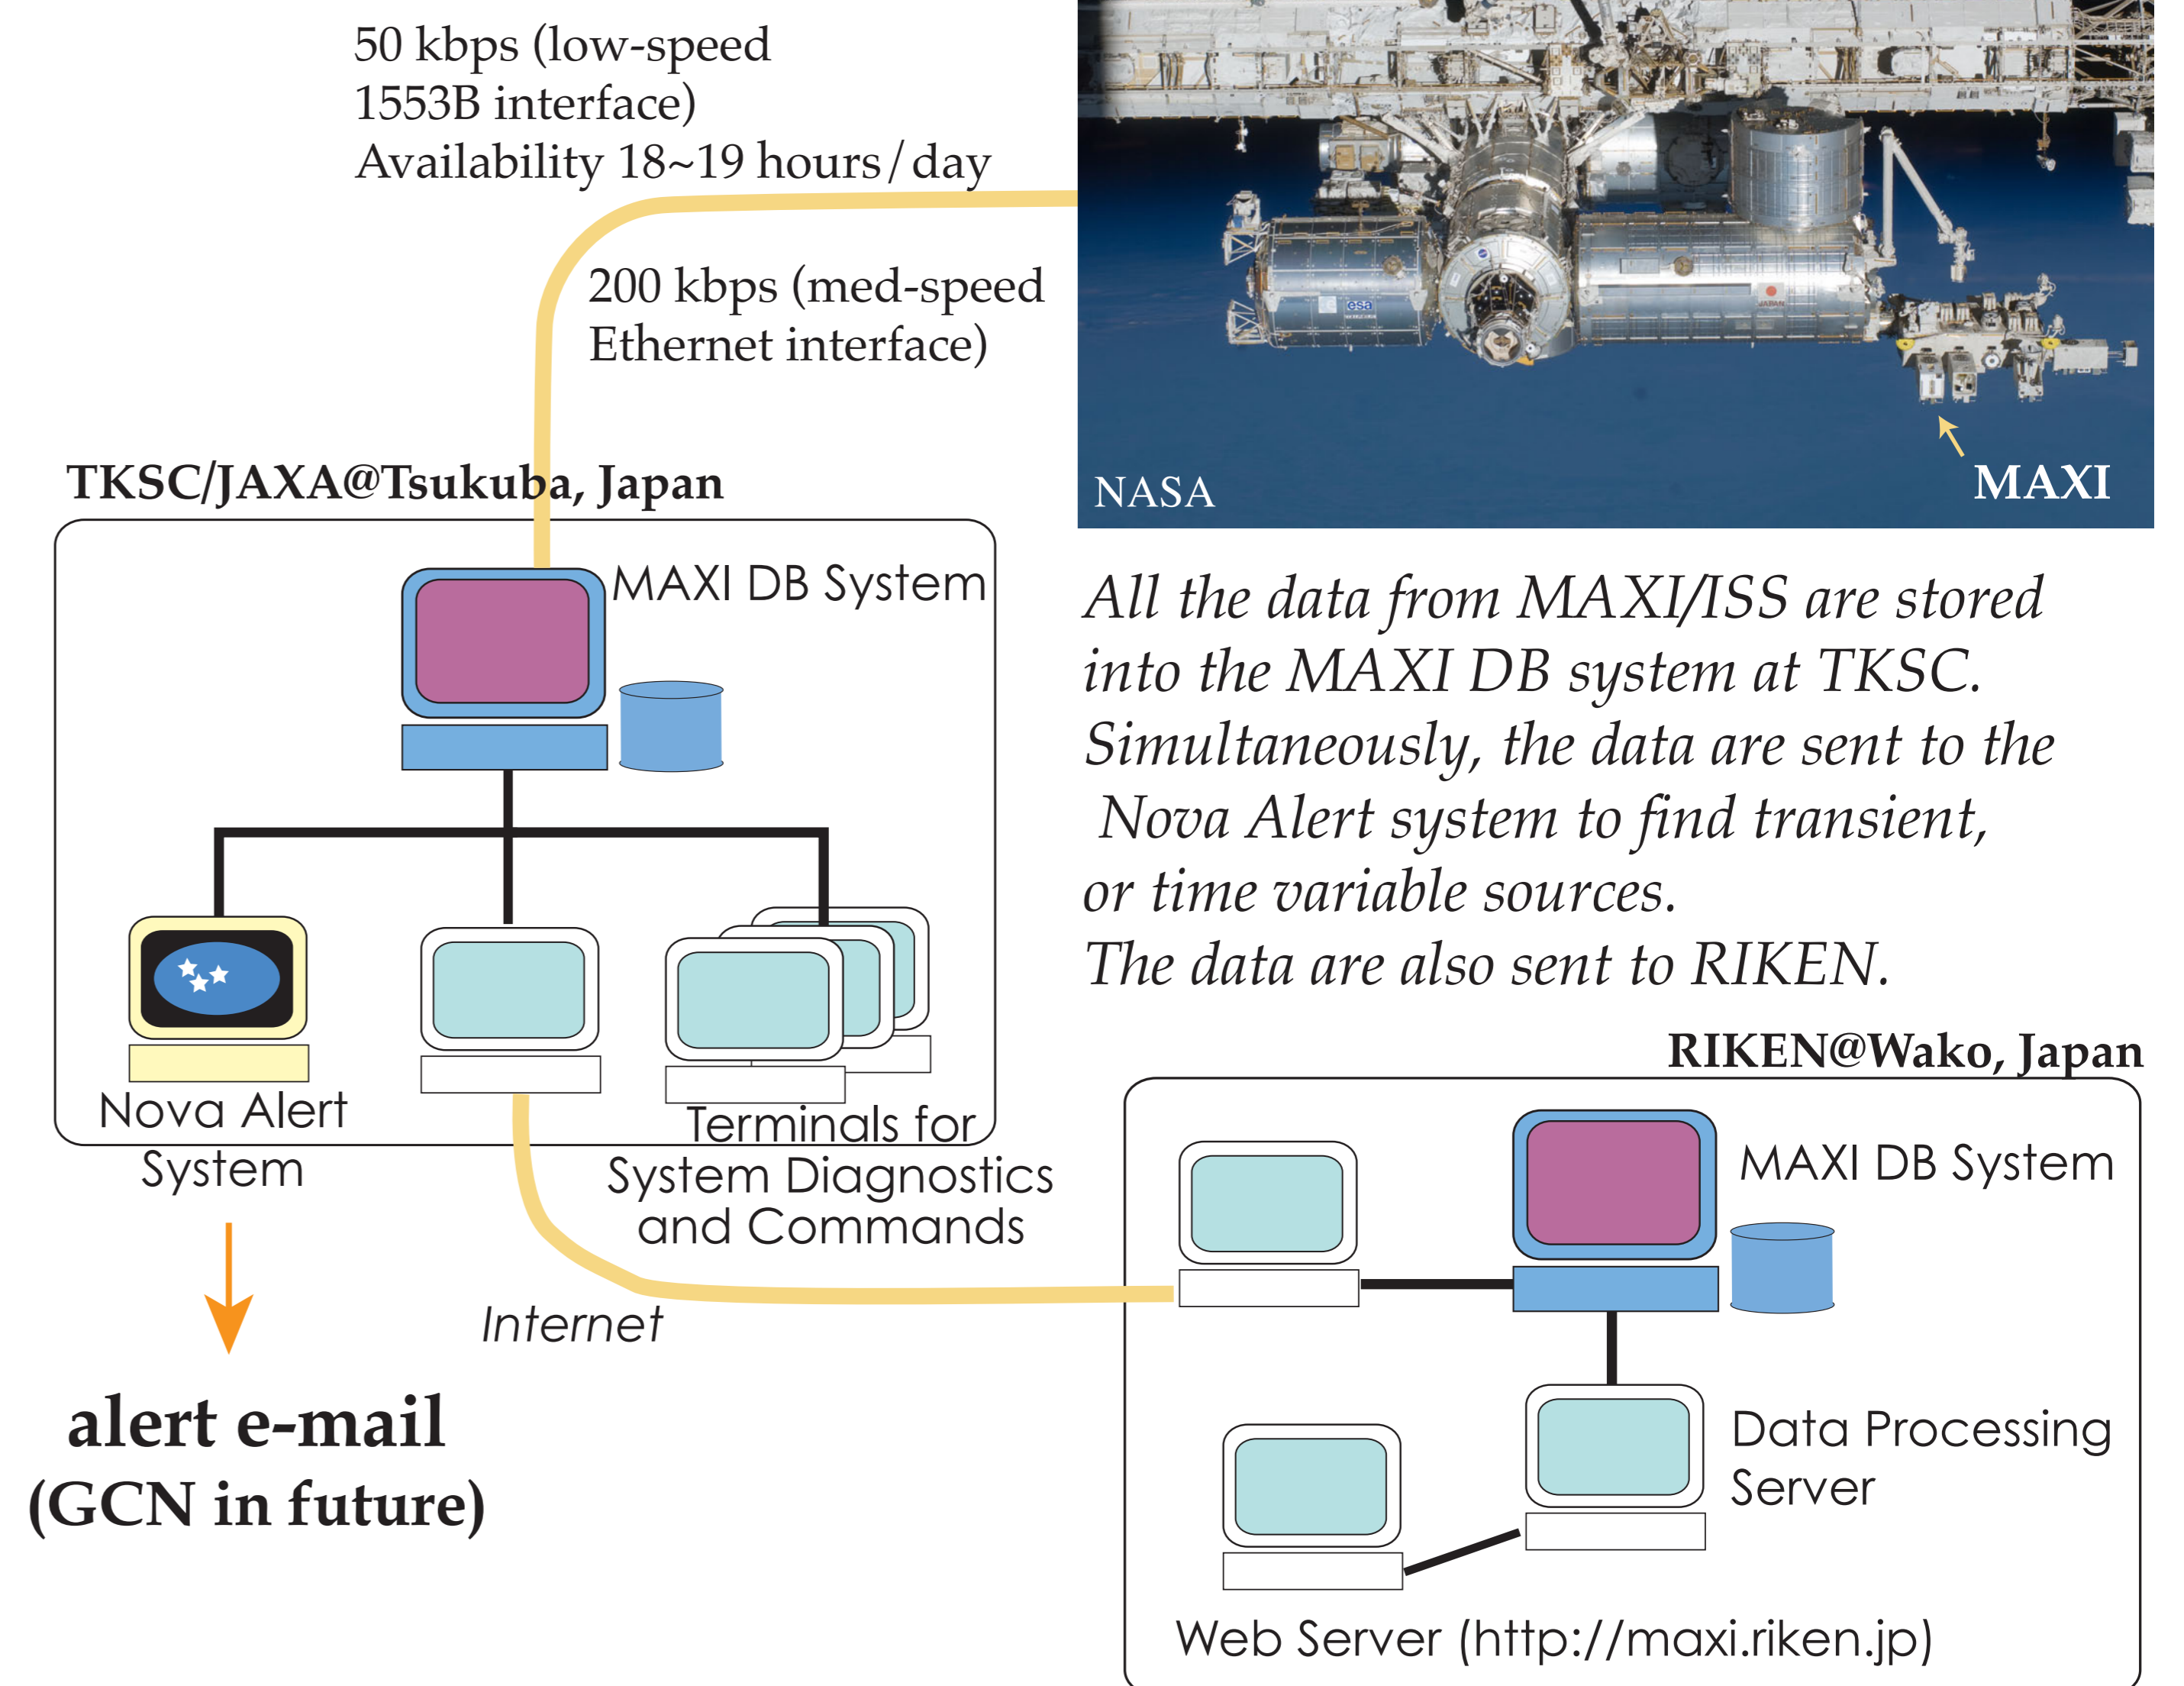 50 kbps (low-speed
1553B interface)
Availability 18~19 hours/day
200 kbps (med-speed
Ethernet interface)
esa
JAPAN
NASA
MAXI
TKSC/JAXA@Tsukuba, Japan
MAXI DB System
All the data from MAXI/ISS are stored
into the MAXI DB system at TKSC.
Simultaneously, the data are sent to the
Nova Alert system to find transient,
or time variable sources.
The data are also sent to RIKEN.
Nova Alert
System
Terminals for
System Diagnostics
and Commands
Internet
alert e-mail
(GCN in future)
RIKEN@Wako, Japan
MAXI DB System
Data Processing
Server
Web Server (http://maxi.riken.jp)